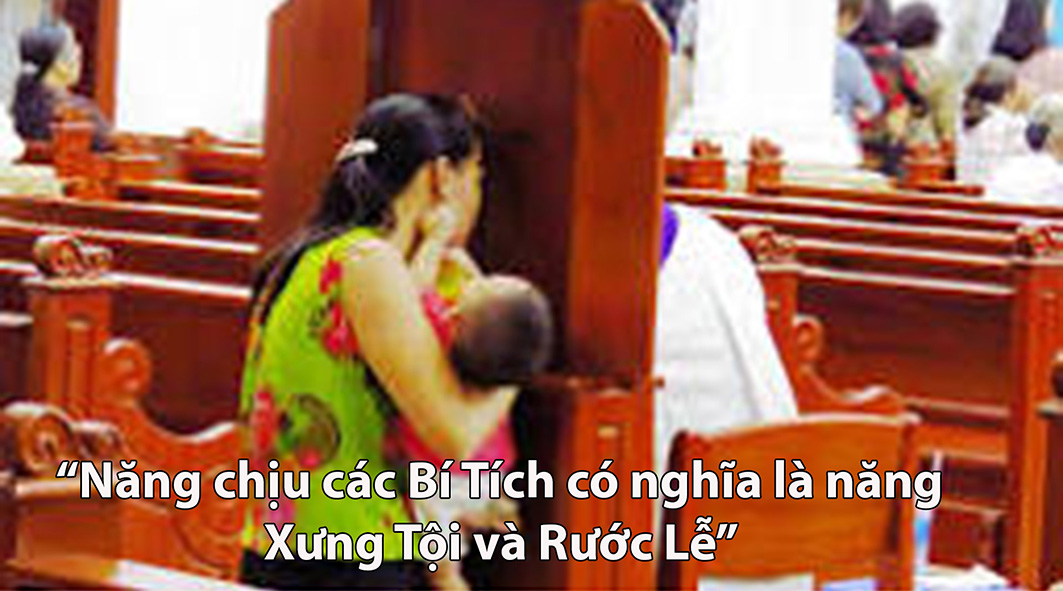 “Năng chịu các Bí Tích có nghĩa là năng
Xưng Tội và Rước Lễ”